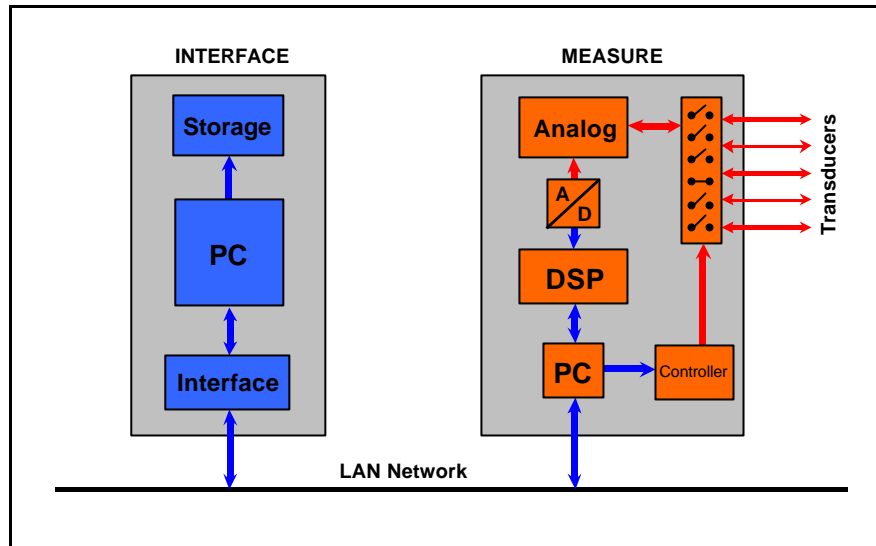 INTERFACE
Storage
PC
Interface
MEASURE
Analog
A
D
DSP
PC
Controller
Transducers
LAN Network